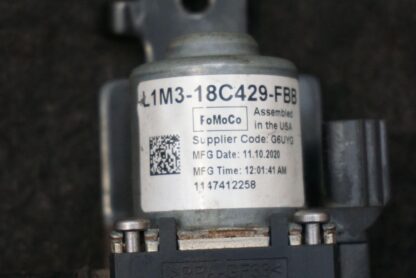 L1M3-18C429-FBB
FoMoCo
Assembled
in the USA
Supplier Code: G6UYG
MFG Date: 11.10.2020
MFG Time: 12:01:41 AM
1147412258